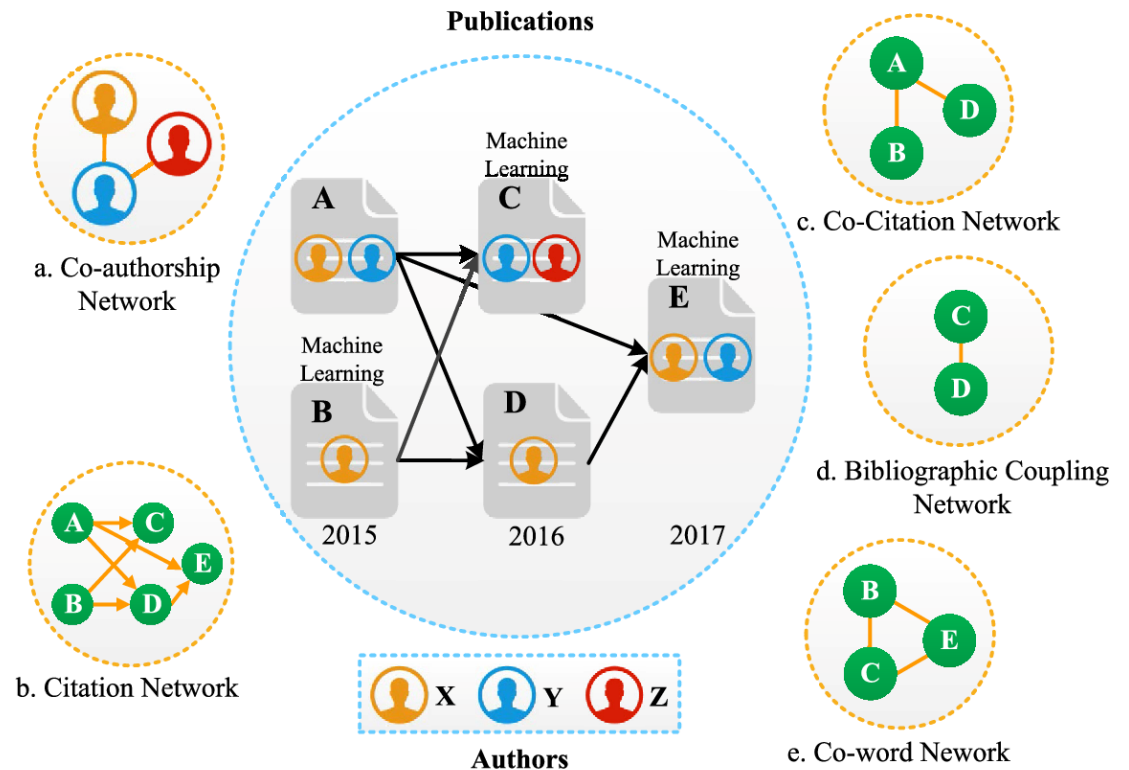 Publications
a. Co-authorship
Network
Machine
Learning
A
C
Machine
Learning
E
Machine
Learning
B
D
2015
2016
2017
A
C
E
B
D
b. Citation Network
X
Y
Z
Authors
A
D
B
c. Co-Citation Network
C
D
d. Bibliographic Coupling
Network
B
E
C
e. Co-word Nework